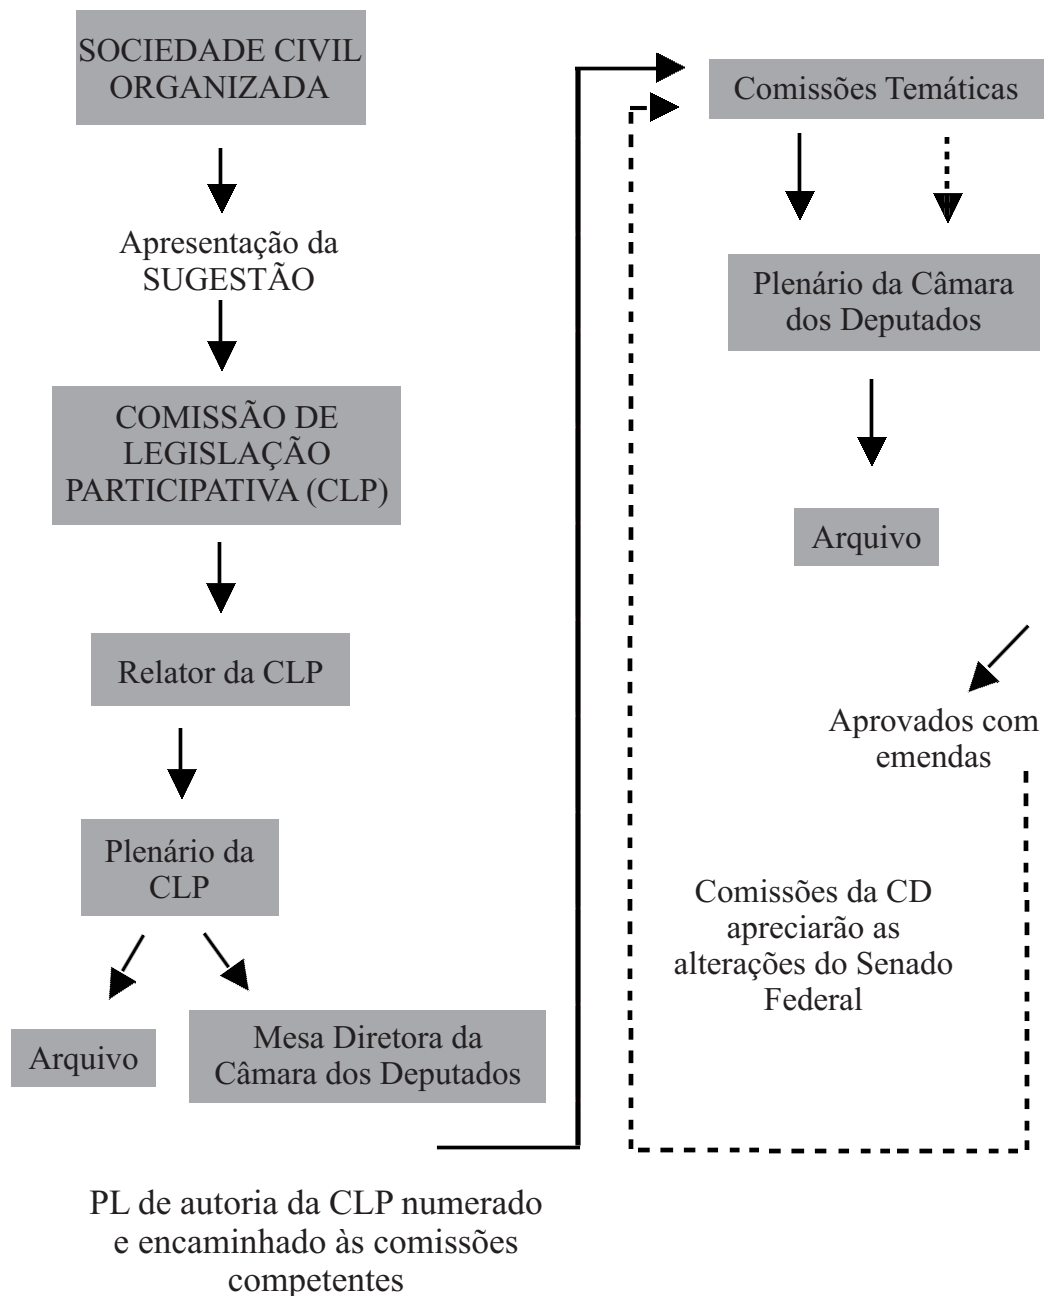 SOCIEDADE CIVIL
ORGANIZADA
Apresentação da
SUGESTÃO
COMISSÃO DE
LEGISLAÇÃO
PARTICIPATIVA (CLP)
Relator da CLP
Plenário da
CLP
Arquivo
Mesa Diretora da
Câmara dos Deputados
PL de autoria da CLP numerado
e encaminhado às comissões
competentes
Comissões Temáticas
Plenário da Câmara
dos Deputados
Arquivo
Aprovados com
emendas
Comissões da CD
apreciarão as
alterações do Senado
Federal